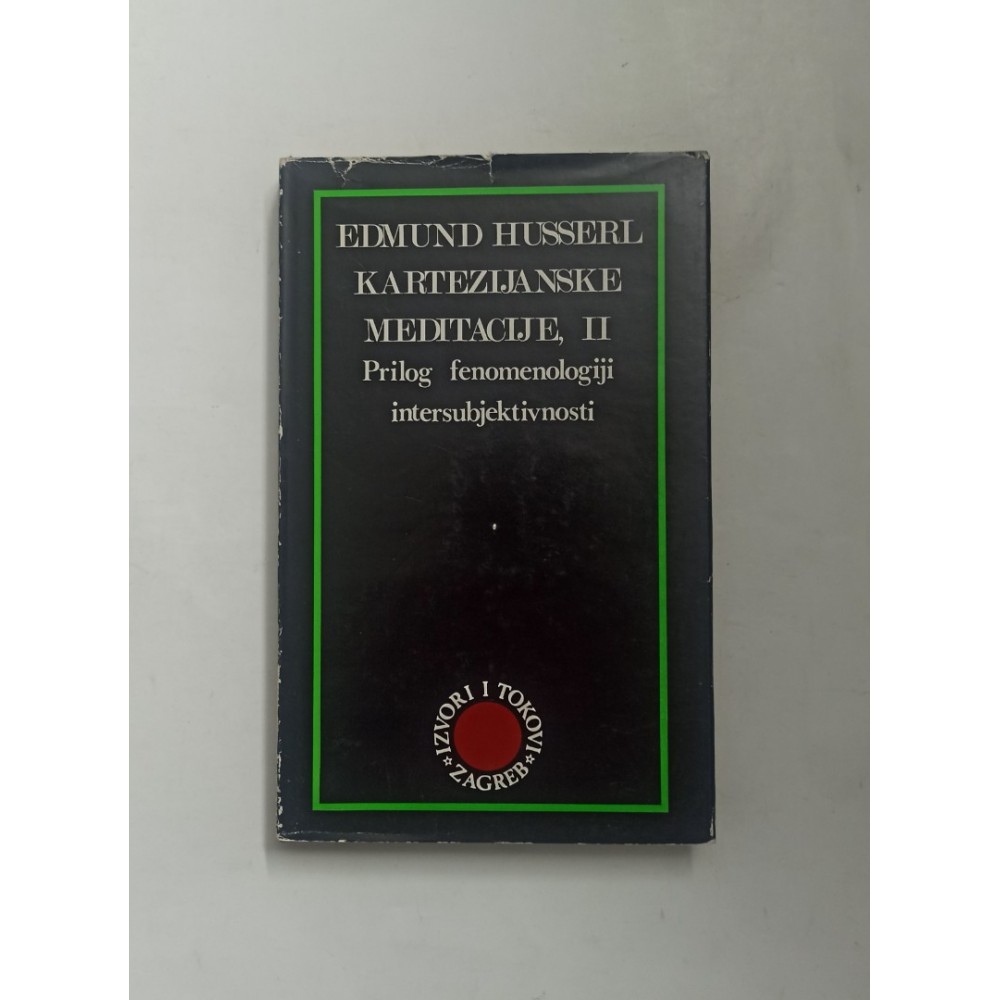 EDMUND HUSSERL
KARTEZIJANSKE
MEDITACIJE, II
Prilog fenomenologiji
intersubjektivnosti
IZVORI I TOKOVI
ZAGREB